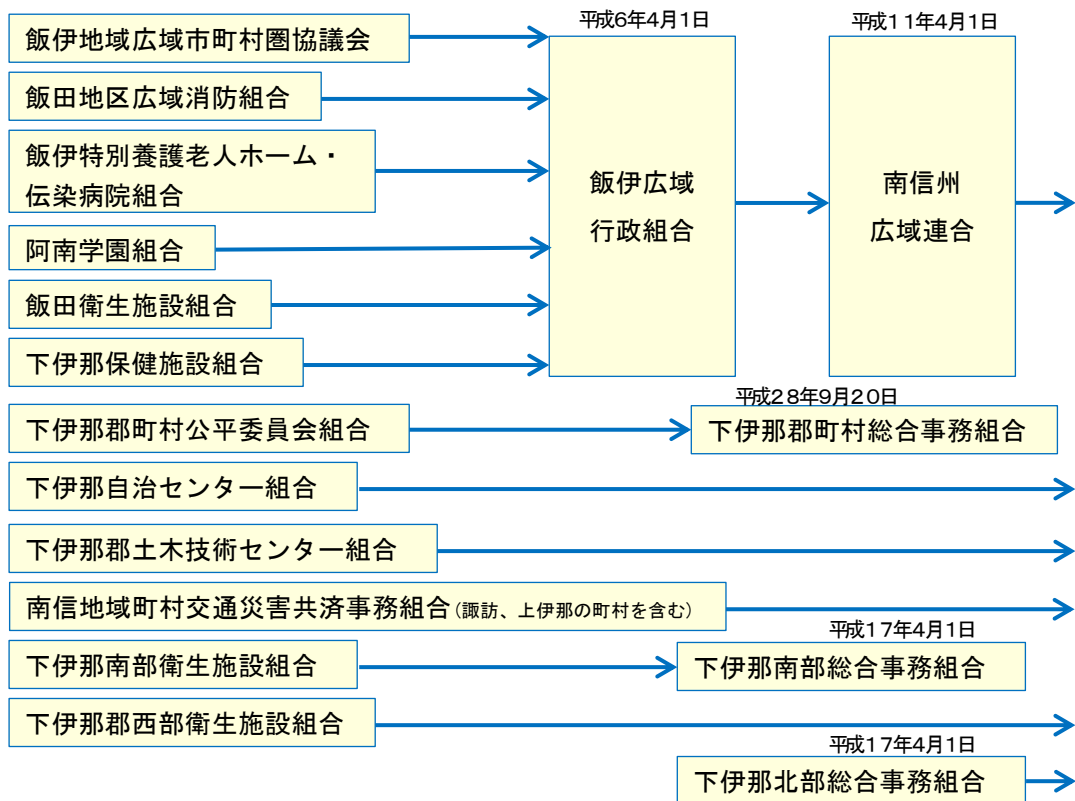 平成6年4月1日
平成11年4月1日
飯伊地域広域市町村圏協議会
飯田地区広域消防組合
飯伊特別養護老人ホーム・
伝染病院組合
阿南学園組合
飯田衛生施設組合
下伊那保健施設組合
飯伊広域
行政組合
南信州
広域連合
平成28年9月20日
下伊那郡町村公平委員会組合
下伊那郡町村総合事務組合
下伊那自治センター組合
下伊那郡土木技術センター組合
南信地域町村交通災害共済事務組合(諏訪、上伊那の町村を含む)
平成17年4月1日
下伊那南部衛生施設組合
下伊那南部総合事務組合
下伊那郡西部衛生施設組合
平成17年4月1日
下伊那北部総合事務組合